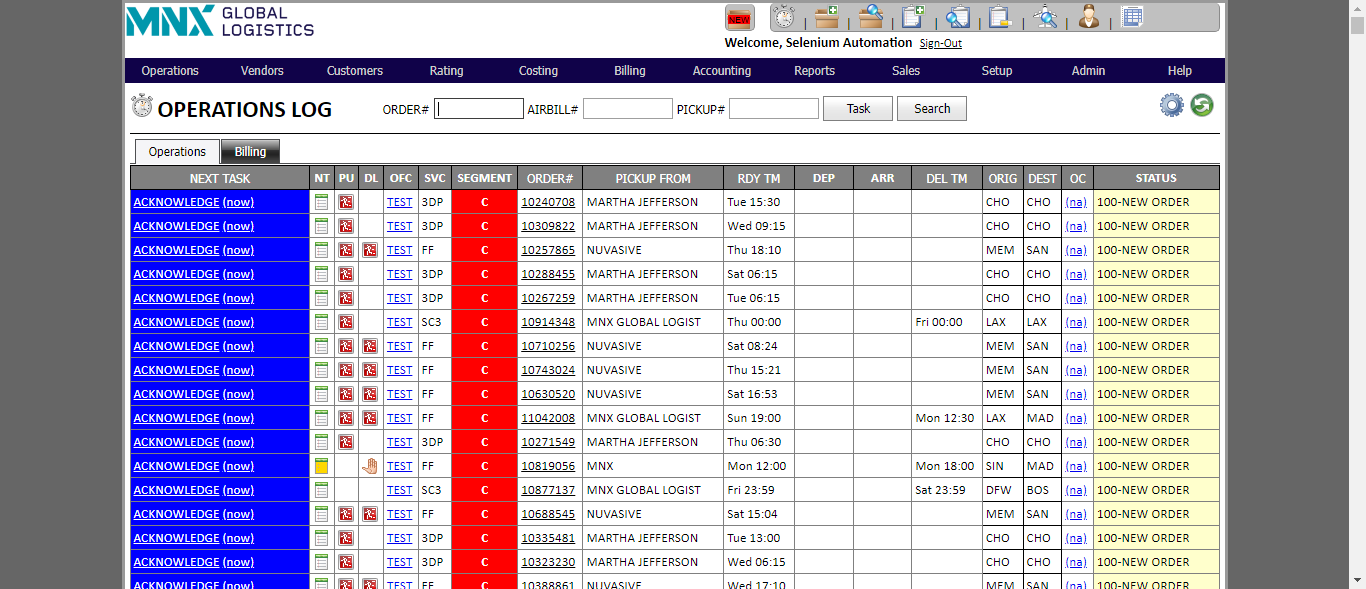 MNX GLOBAL LOGISTICS
NEW
Welcome, Selenium Automation Sign-Out
Operations Vendors Customers Rating Costing Billing Accounting Reports Sales Setup Admin Help
OPERATIONS LOG ORDER# AIRBILL# PICKUP# Task Search
Operations Billing
NEXT TASK NT PU DL OFC SVC SEGMENT ORDER# PICKUP FROM RDY TM DEP ARR DEL TM ORIG DEST OC STATUS
ACKNOWLEDGE (now) TEST 3DP C 10240708 MARTHA JEFFERSON Tue 15:30 CHO CHO (na) 100-NEW ORDER
ACKNOWLEDGE (now) TEST 3DP C 10309822 MARTHA JEFFERSON Wed 09:15 CHO CHO (na) 100-NEW ORDER
ACKNOWLEDGE (now) TEST FF C 10257865 NUVASIVE Thu 18:10 MEM SAN (na) 100-NEW ORDER
ACKNOWLEDGE (now) TEST 3DP C 10288455 MARTHA JEFFERSON Sat 06:15 CHO CHO (na) 100-NEW ORDER
ACKNOWLEDGE (now) TEST 3DP C 10267259 MARTHA JEFFERSON Tue 06:15 CHO CHO (na) 100-NEW ORDER
ACKNOWLEDGE (now) TEST SC3 C 10914348 MNX GLOBAL LOGIST Thu 00:00 Fri 00:00 LAX LAX (na) 100-NEW ORDER
ACKNOWLEDGE (now) TEST FF C 10710256 NUVASIVE Sat 08:24 MEM SAN (na) 100-NEW ORDER
ACKNOWLEDGE (now) TEST FF C 10743024 NUVASIVE Thu 15:21 MEM SAN (na) 100-NEW ORDER
ACKNOWLEDGE (now) TEST FF C 10630520 NUVASIVE Sat 16:53 MEM SAN (na) 100-NEW ORDER
ACKNOWLEDGE (now) TEST FF C 11042008 MNX GLOBAL LOGIST Sun 19:00 Mon 12:30 LAX MAD (na) 100-NEW ORDER
ACKNOWLEDGE (now) TEST 3DP C 10271549 MARTHA JEFFERSON Thu 06:30 CHO CHO (na) 100-NEW ORDER
ACKNOWLEDGE (now) TEST FF C 10819056 MNX Mon 12:00 Mon 18:00 SIN MAD (na) 100-NEW ORDER
ACKNOWLEDGE (now) TEST SC3 C 10877137 MNX GLOBAL LOGIST Fri 23:59 Sat 23:59 DFW BOS (na) 100-NEW ORDER
ACKNOWLEDGE (now) TEST FF C 10688545 NUVASIVE Sat 15:04 MEM SAN (na) 100-NEW ORDER
ACKNOWLEDGE (now) TEST 3DP C 10335481 MARTHA JEFFERSON Tue 13:00 CHO CHO (na) 100-NEW ORDER
ACKNOWLEDGE (now) TEST 3DP C 10323230 MARTHA JEFFERSON Wed 06:15 CHO CHO (na) 100-NEW ORDER
ACKNOWLEDGE (now) TEST FF C 10388861 NUVASIVE Wed 17:10 MEM SAN (na) 100-NEW ORDER